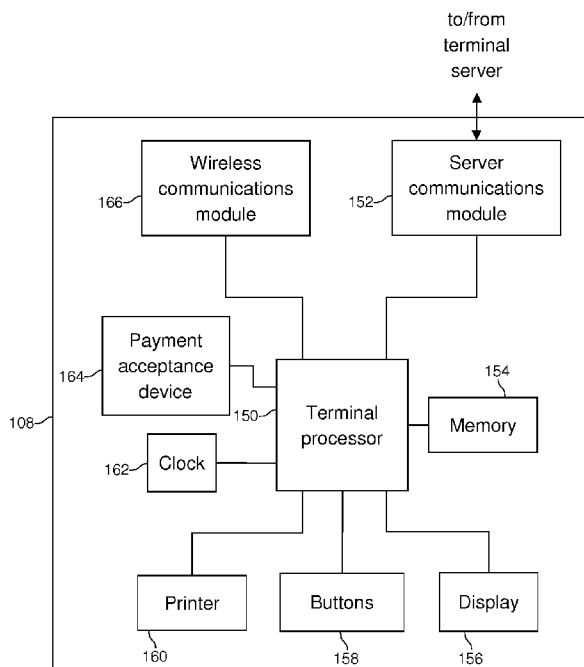 to/from
terminal
server
Wireless
communications
module
166
Server
communications
module
152
Payment
acceptance
device
164
150
Terminal
processor
154
Memory
108
Clock
162
Printer
160
Buttons
158
Display
156